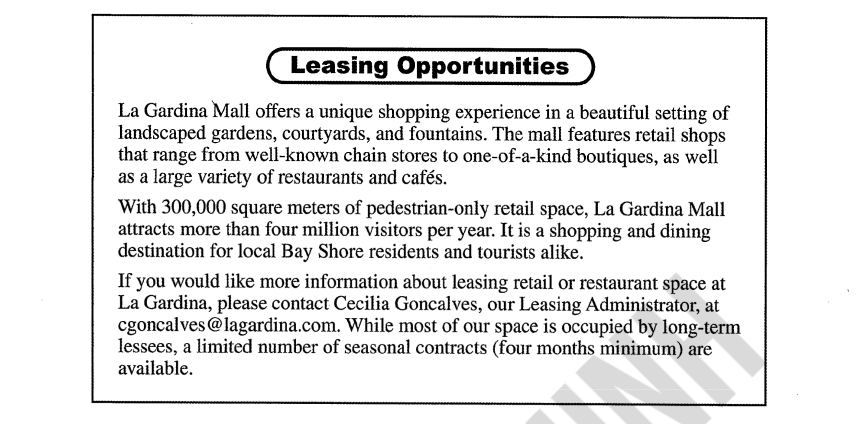 Leasing Opportunities
La Gardina Mall offers a unique shopping experience in a beautiful setting of
landscaped gardens, courtyards, and fountains. The mall features retail shops
that range from well-known chain stores to one-of-a-kind boutiques, as well
as a large variety of restaurants and cafés.
With 300,000 square meters of pedestrian-only retail space, La Gardina Mall
attracts more than four million visitors per year. It is a shopping and dining
destination for local Bay Shore residents and tourists alike.
If you would like more information about leasing retail or restaurant space at
La Gardina, please contact Cecilia Goncalves, our Leasing Administrator, at
cgoncalves@lagardina.com. While most of our space is occupied by long-term
lessees, a limited number of seasonal contracts (four months minimum) are
available.